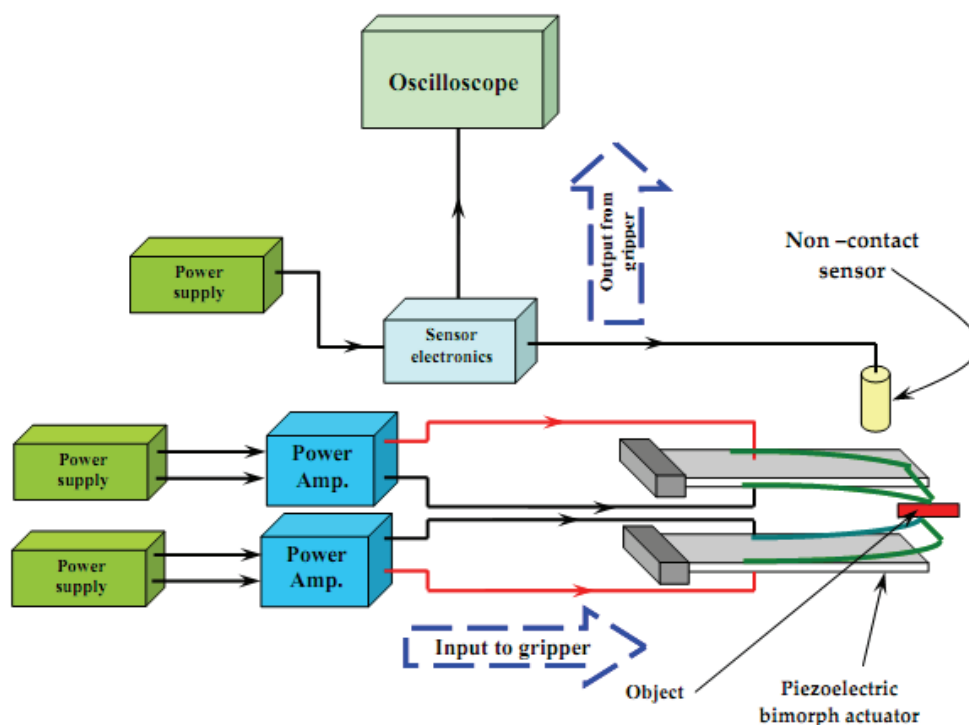 Oscilloscope
Output from
gripper
Non –contact
sensor
Power
supply
Sensor
electronics
Power
supply
Power
Amp.
Power
supply
Power
Amp.
Input to gripper
Object
Piezoelectric
bimorph actuator